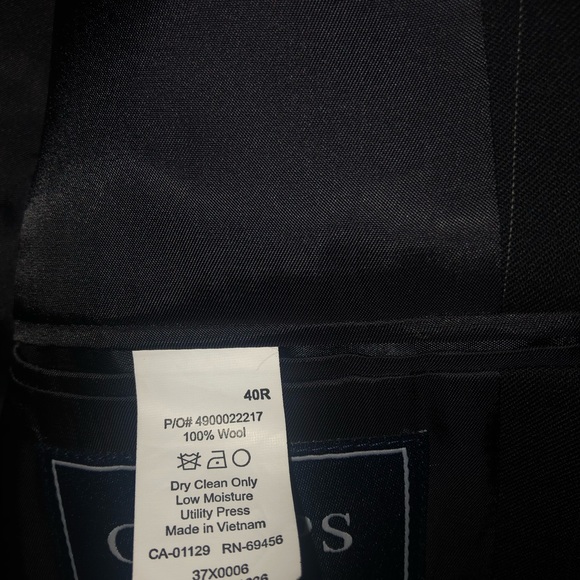 40R
P/O# 4900022217
100% Wool
Dry Clean Only
Low Moisture
Utility Press
Made in Vietnam
CA-01129 RN-69456
37X0006